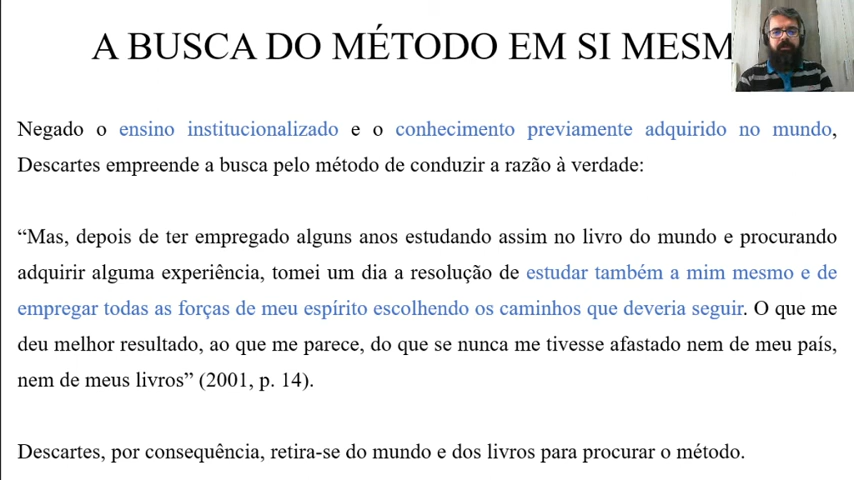 A BUSCA DO MÉTODO EM SI MESM
Negado o ensino institucionalizado e o conhecimento previamente adquirido no mundo,
Descartes empreende a busca pelo método de conduzir a razão à verdade:
“Mas, depois de ter empregado alguns anos estudando assim no livro do mundo e procurando
adquirir alguma experiência, tomei um dia a resolução de estudar também a mim mesmo e de
empregar todas as forças de meu espírito escolhendo os caminhos que deveria seguir. O que me
deu melhor resultado, ao que me parece, do que se nunca me tivesse afastado nem de meu país,
nem de meus livros” (2001, p. 14).
Descartes, por consequência, retira-se do mundo e dos livros para procurar o método.